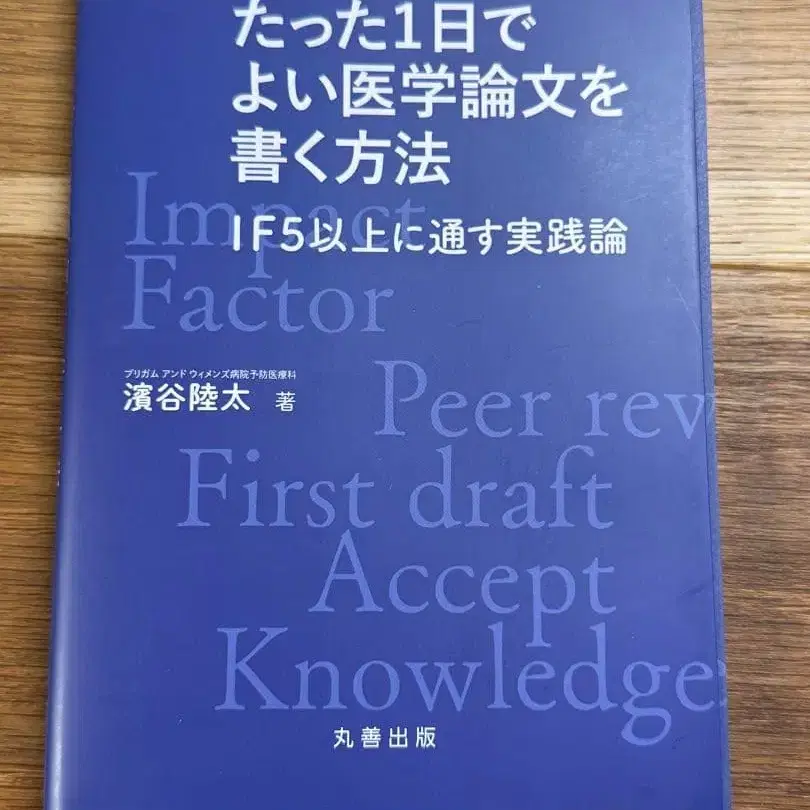 たった1日で
よい医学論文を
書く方法
Impact
IF5以上に通す実践論
Factor
ブリガム アンド ウィメンズ病院予防医療科
濱谷陸太 著
Peer rev
First draft
Accept
Knowledge
丸善出版